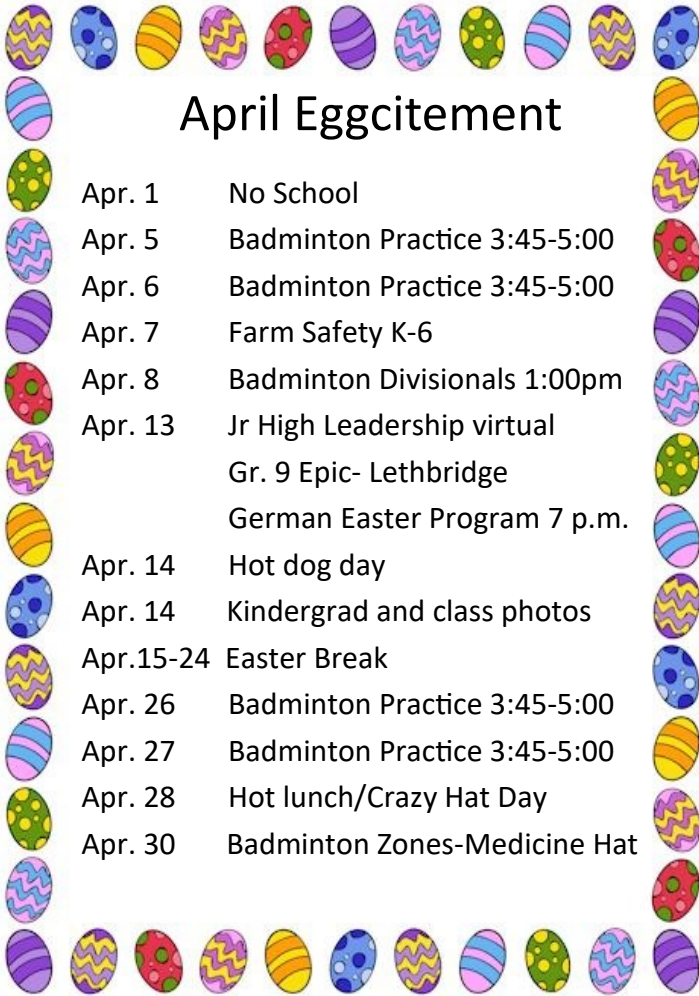 April Eggcitement
Apr. 1 No School
Apr. 5 Badminton Practice 3:45-5:00
Apr. 6 Badminton Practice 3:45-5:00
Apr. 7 Farm Safety K-6
Apr. 8 Badminton Divisionals 1:00pm
Apr. 13 Jr High Leadership virtual
Gr. 9 Epic- Lethbridge
German Easter Program 7 p.m.
Apr. 14 Hot dog day
Apr. 14 Kindergrad and class photos
Apr.15-24 Easter Break
Apr. 26 Badminton Practice 3:45-5:00
Apr. 27 Badminton Practice 3:45-5:00
Apr. 28 Hot lunch/Crazy Hat Day
Apr. 30 Badminton Zones-Medicine Hat